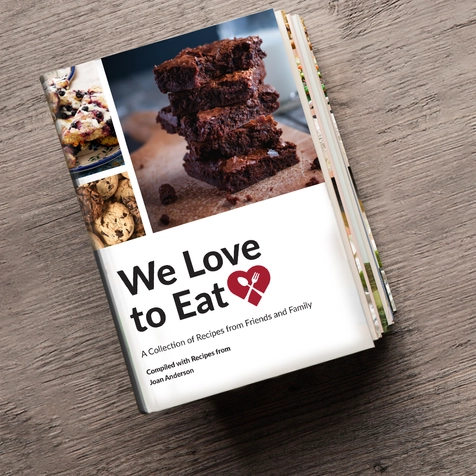 We Love
to Eat
A Collection of Recipes from Friends and Family
Compiled with Recipes from
Joan Anderson